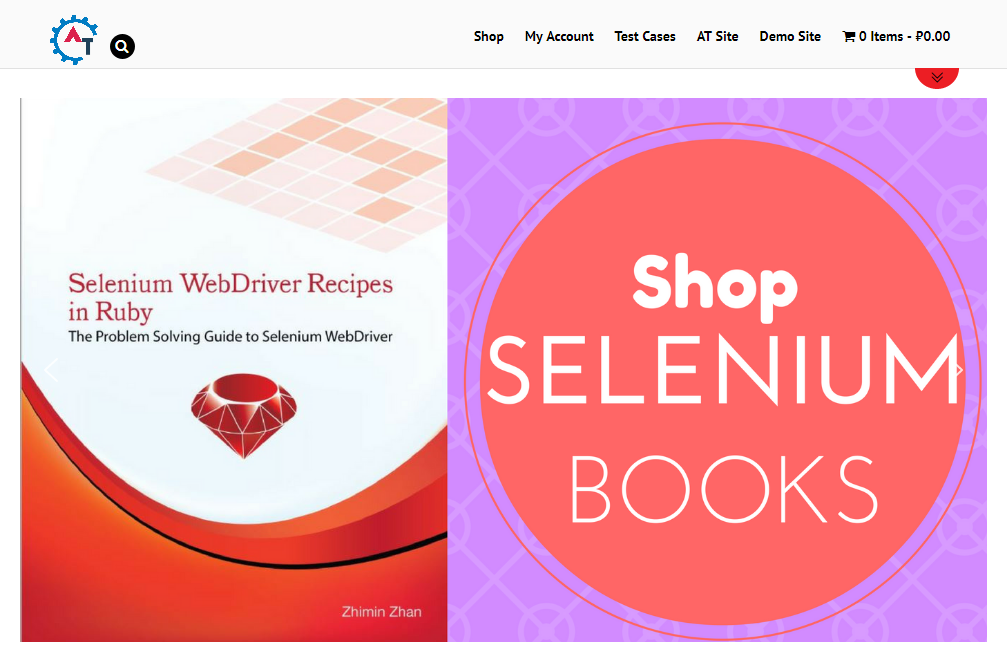 AT
Shop My Account Test Cases AT Site Demo Site 0 Items - ₽0.00
Selenium WebDriver Recipes
in Ruby
The Problem Solving Guide to Selenium WebDriver
Zhimin Zhan
Shop
SELENIUM
BOOKS